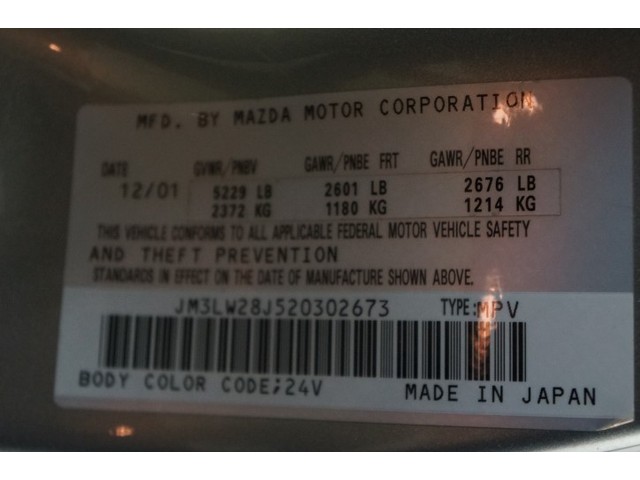 MFD. BY MAZDA MOTOR CORPORATION
DATE GVWR/PNBV GAWR/PNBE FRT GAWR/PNBE RR
12/01 5229 LB 2601 LB 2676 LB
2372 KG 1180 KG 1214 KG
THIS VEHICLE CONFORMS TO ALL APPLICABLE FEDERAL MOTOR VEHICLE SAFETY
AND THEFT PREVENTION
STANDARDS IN EFFECT ON THE DATE OF MANUFACTURE SHOWN ABOVE.
JM3LW28J520302673 TYPE:MPV
BODY COLOR CODE;24V MADE IN JAPAN